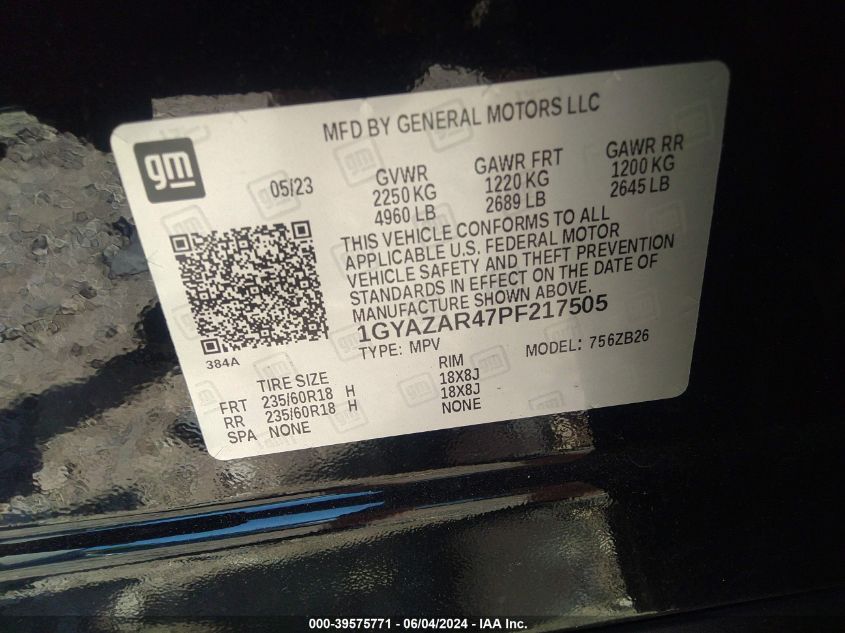 MFD BY GENERAL MOTORS LLC
gm
05/23
GVWR
2250 KG
4960 LB
GAWR FRT
1220 KG
2689 LB
GAWR RR
1200 KG
2645 LB
THIS VEHICLE CONFORMS TO ALL
APPLICABLE U.S. FEDERAL MOTOR
VEHICLE SAFETY AND THEFT PREVENTION
STANDARDS IN EFFECT ON THE DATE OF
MANUFACTURE SHOWN ABOVE.
1GYAZAR47PF217505
TYPE: MPV MODEL: 756ZB26
384A
TIRE SIZE RIM
FRT 235/60R18 H 18X8J
RR 235/60R18 H 18X8J
SPA NONE NONE
000-39575771 - 06/04/2024 - IAA Inc.